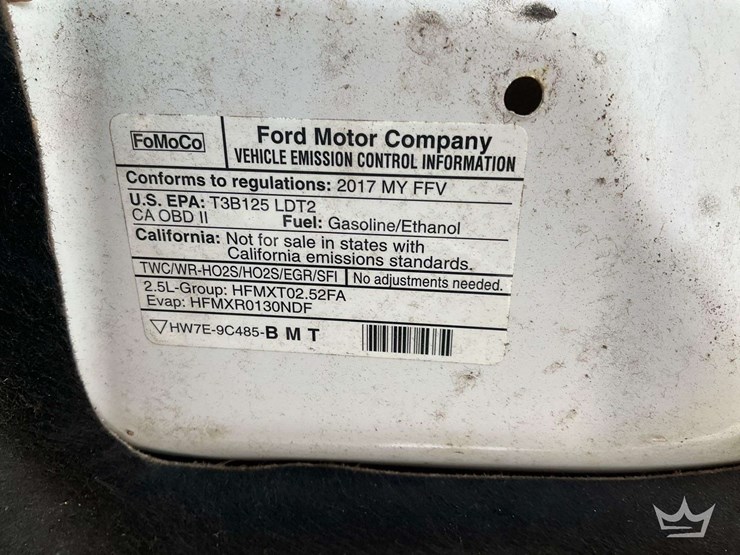 FoMoCo
Ford Motor Company
VEHICLE EMISSION CONTROL INFORMATION
Conforms to regulations: 2017 MY FFV
U.S. EPA: T3B125 LDT2
CA OBD II Fuel: Gasoline/Ethanol
California: Not for sale in states with
California emissions standards.
TWC/WR-HO2S/HO2S/EGR/SFI No adjustments needed.
2.5L-Group: HFMXT02.52FA
Evap: HFMXR0130NDF
HW7E-9C485-B M T